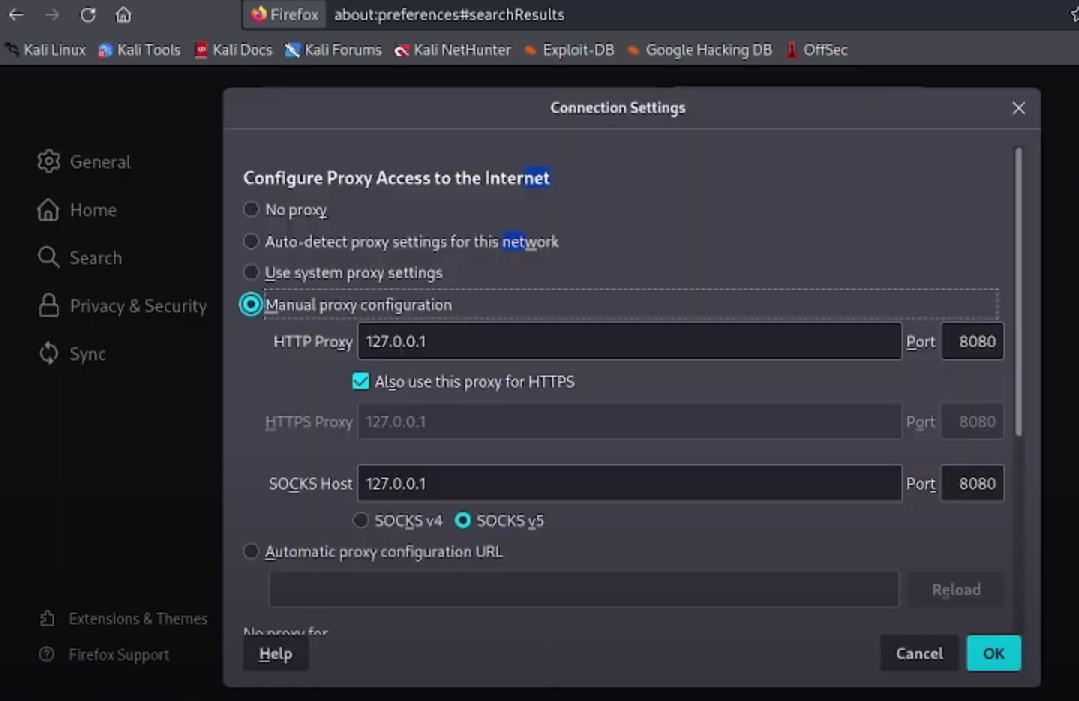 Firefox about:preferences#searchResults
Kali Linux Kali Tools Kali Docs Kali Forums Kali NetHunter Exploit-DB Google Hacking DB OffSec
Connection Settings
General
Home
Search
Privacy & Security
Sync
Extensions & Themes
Firefox Support
Configure Proxy Access to the Internet
No proxy
Auto-detect proxy settings for this network
Use system proxy settings
Manual proxy configuration
HTTP Proxy 127.0.0.1 Port 8080
Also use this proxy for HTTPS
HTTPS Proxy 127.0.0.1 Port 8080
SOCKS Host 127.0.0.1 Port 8080
SOCKS v4 SOCKS v5
Automatic proxy configuration URL
Reload
No proxy for
Help Cancel OK